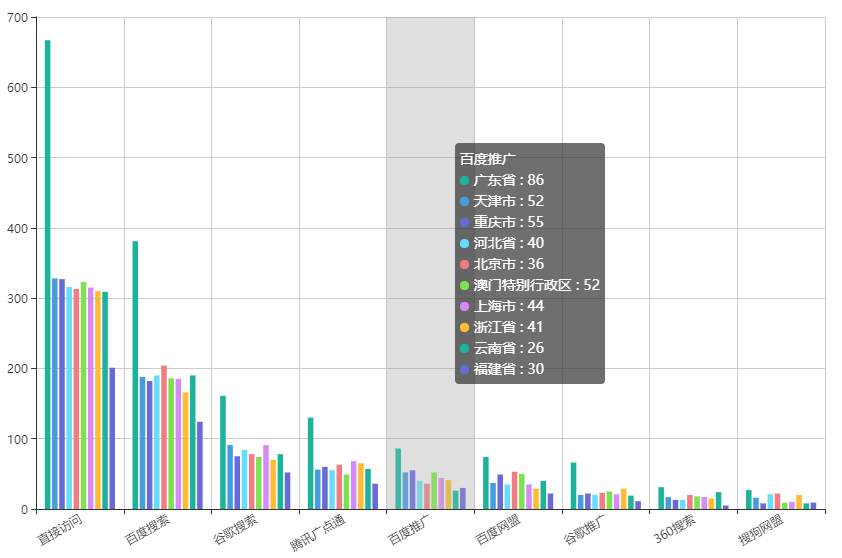 700
600
500
400
300
200
100
0
百度推广
广东省 : 86
天津市 : 52
重庆市 : 55
河北省 : 40
北京市 : 36
澳门特别行政区 : 52
上海市 : 44
浙江省 : 41
云南省 : 26
福建省 : 30
直接访问
百度搜索
谷歌搜索
腾讯广点通
百度推广
百度网盟
谷歌推广
360搜索
搜狗网盟